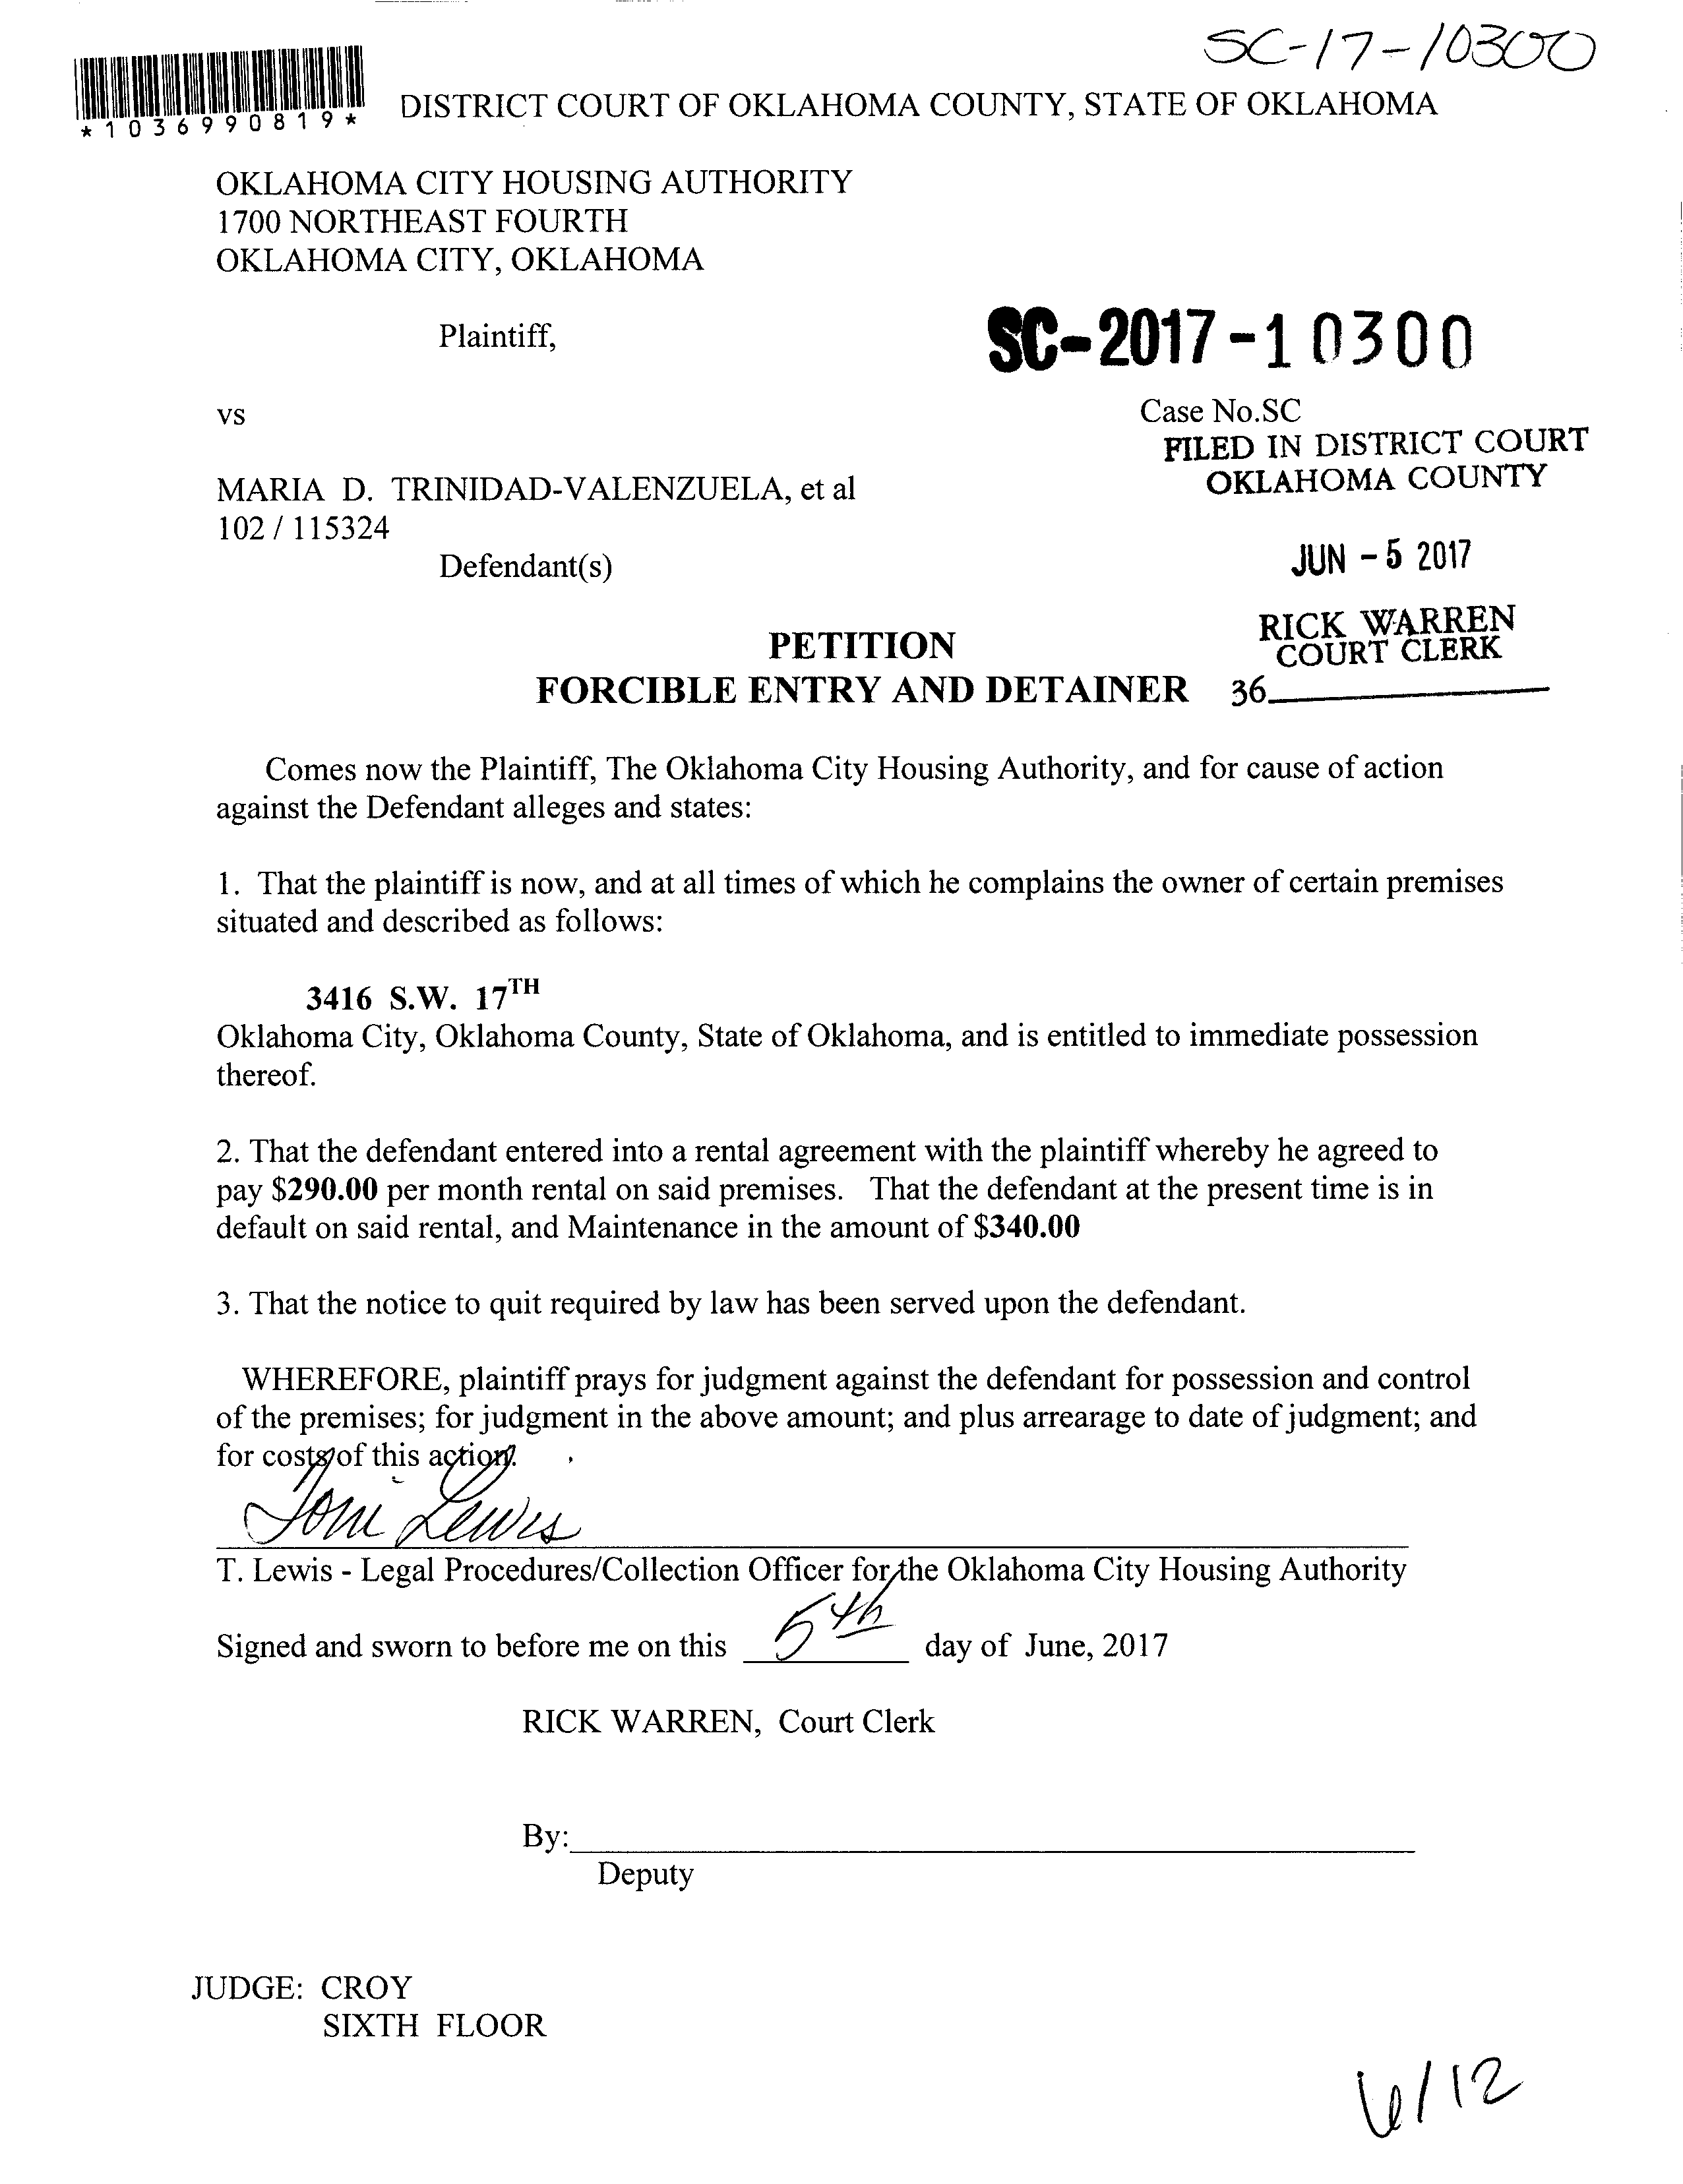 SC-17-10300
*1036990819*
DISTRICT COURT OF OKLAHOMA COUNTY, STATE OF OKLAHOMA
OKLAHOMA CITY HOUSING AUTHORITY
1700 NORTHEAST FOURTH
OKLAHOMA CITY, OKLAHOMA
Plaintiff,
SC-2017-10300
vs
Case No.SC
FILED IN DISTRICT COURT
OKLAHOMA COUNTY
MARIA D. TRINIDAD-VALENZUELA, et al
102 / 115324
Defendant(s)
JUN - 5 2017
RICK WARREN
COURT CLERK
36
PETITION
FORCIBLE ENTRY AND DETAINER
Comes now the Plaintiff, The Oklahoma City Housing Authority, and for cause of action
against the Defendant alleges and states:
1. That the plaintiff is now, and at all times of which he complains the owner of certain premises
situated and described as follows:
3416 S.W. 17TH
Oklahoma City, Oklahoma County, State of Oklahoma, and is entitled to immediate possession
thereof.
2. That the defendant entered into a rental agreement with the plaintiff whereby he agreed to
pay $290.00 per month rental on said premises. That the defendant at the present time is in
default on said rental, and Maintenance in the amount of $340.00
3. That the notice to quit required by law has been served upon the defendant.
WHEREFORE, plaintiff prays for judgment against the defendant for possession and control
of the premises; for judgment in the above amount; and plus arrearage to date of judgment; and
for costs of this action.
Toni Lewis
T. Lewis - Legal Procedures/Collection Officer for the Oklahoma City Housing Authority
Signed and sworn to before me on this 5th day of June, 2017
RICK WARREN, Court Clerk
By:
Deputy
JUDGE: CROY
SIXTH FLOOR
6/12